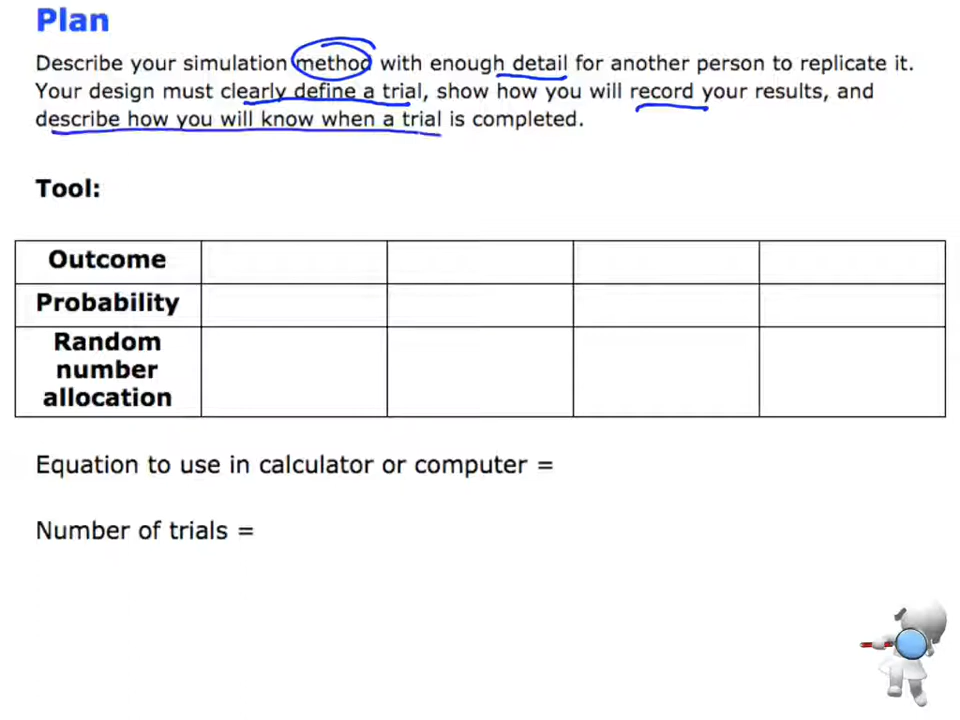 Plan
Describe your simulation method with enough detail for another person to replicate it.
Your design must clearly define a trial, show how you will record your results, and
describe how you will know when a trial is completed.
Tool:
Outcome
Probability
Random
number
allocation
Equation to use in calculator or computer =
Number of trials =